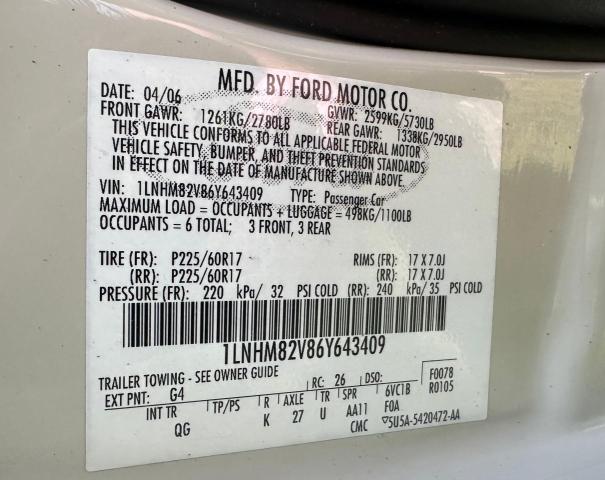 MFD. BY FORD MOTOR CO.
DATE: 04/06 GVWR: 2599KG/5730LB
FRONT GAWR: 1261KG/2780LB REAR GAWR: 1338KG/2950LB
THIS VEHICLE CONFORMS TO ALL APPLICABLE FEDERAL MOTOR
VEHICLE SAFETY, BUMPER, AND THEFT PREVENTION STANDARDS
IN EFFECT ON THE DATE OF MANUFACTURE SHOWN ABOVE.
VIN: 1LNHM82V86Y643409 TYPE: Passenger Car
MAXIMUM LOAD = OCCUPANTS + LUGGAGE = 498KG/1100LB
OCCUPANTS = 6 TOTAL; 3 FRONT, 3 REAR
TIRE (FR): P225/60R17 RIMS (FR): 17 X 7.0J
(RR): P225/60R17 (RR): 17 X 7.0J
PRESSURE (FR): 220 kPa/ 32 PSI COLD (RR): 240 kPa/ 35 PSI COLD
1LNHM82V86Y643409
TRAILER TOWING - SEE OWNER GUIDE F0078
EXT PNT: G4 RC: 26 DSO: R0105
INT TR TP/PS R AXLE TR SPR 6VC1B
QG K 27 U AA11 F0A
CMC ▽5U5A-5420472-AA